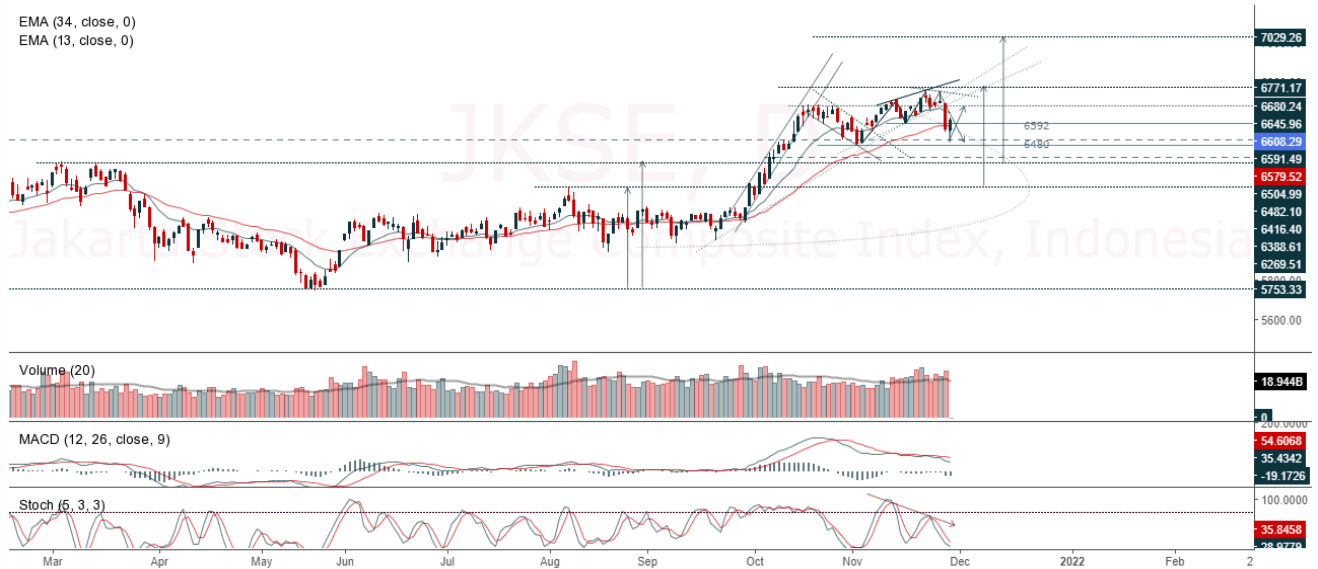 EMA (34, close, 0)
EMA (13, close, 0)
JKSE, D
Jakarta Stock Exchange Composite Index, Indonesia
7029.26
6771.17
6680.24
6645.96
6592
6608.29
6480
6591.49
6579.52
6504.99
6482.10
6416.40
6388.61
6269.51
5753.33
5600.00
Volume (20)
18.944B
0
200.0000
MACD (12, 26, close, 9)
54.6068
35.4342
-19.1726
Stoch (5, 3, 3)
100.0000
35.8458
28.9779
Mar Apr May Jun Jul Aug Sep Oct Nov Dec 2022 Feb 2